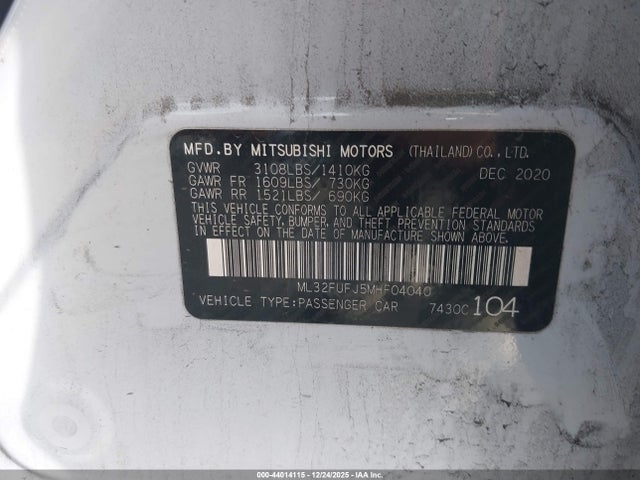 MFD.BY MITSUBISHI MOTORS (THAILAND)CO.,LTD.
GVWR 3108LBS/1410KG DEC 2020
GAWR FR 1609LBS/ 730KG
GAWR RR 1521LBS/ 690KG
THIS VEHICLE CONFORMS TO ALL APPLICABLE FEDERAL MOTOR
VEHICLE SAFETY, BUMPER, AND THEFT PREVENTION STANDARDS
IN EFFECT ON THE DATE OF MANUFACTURE SHOWN ABOVE.
ML32FUFJ5MHF04040
VEHICLE TYPE:PASSENGER CAR 7430C 104
000-44014115 - 12/24/2025 - IAA Inc.